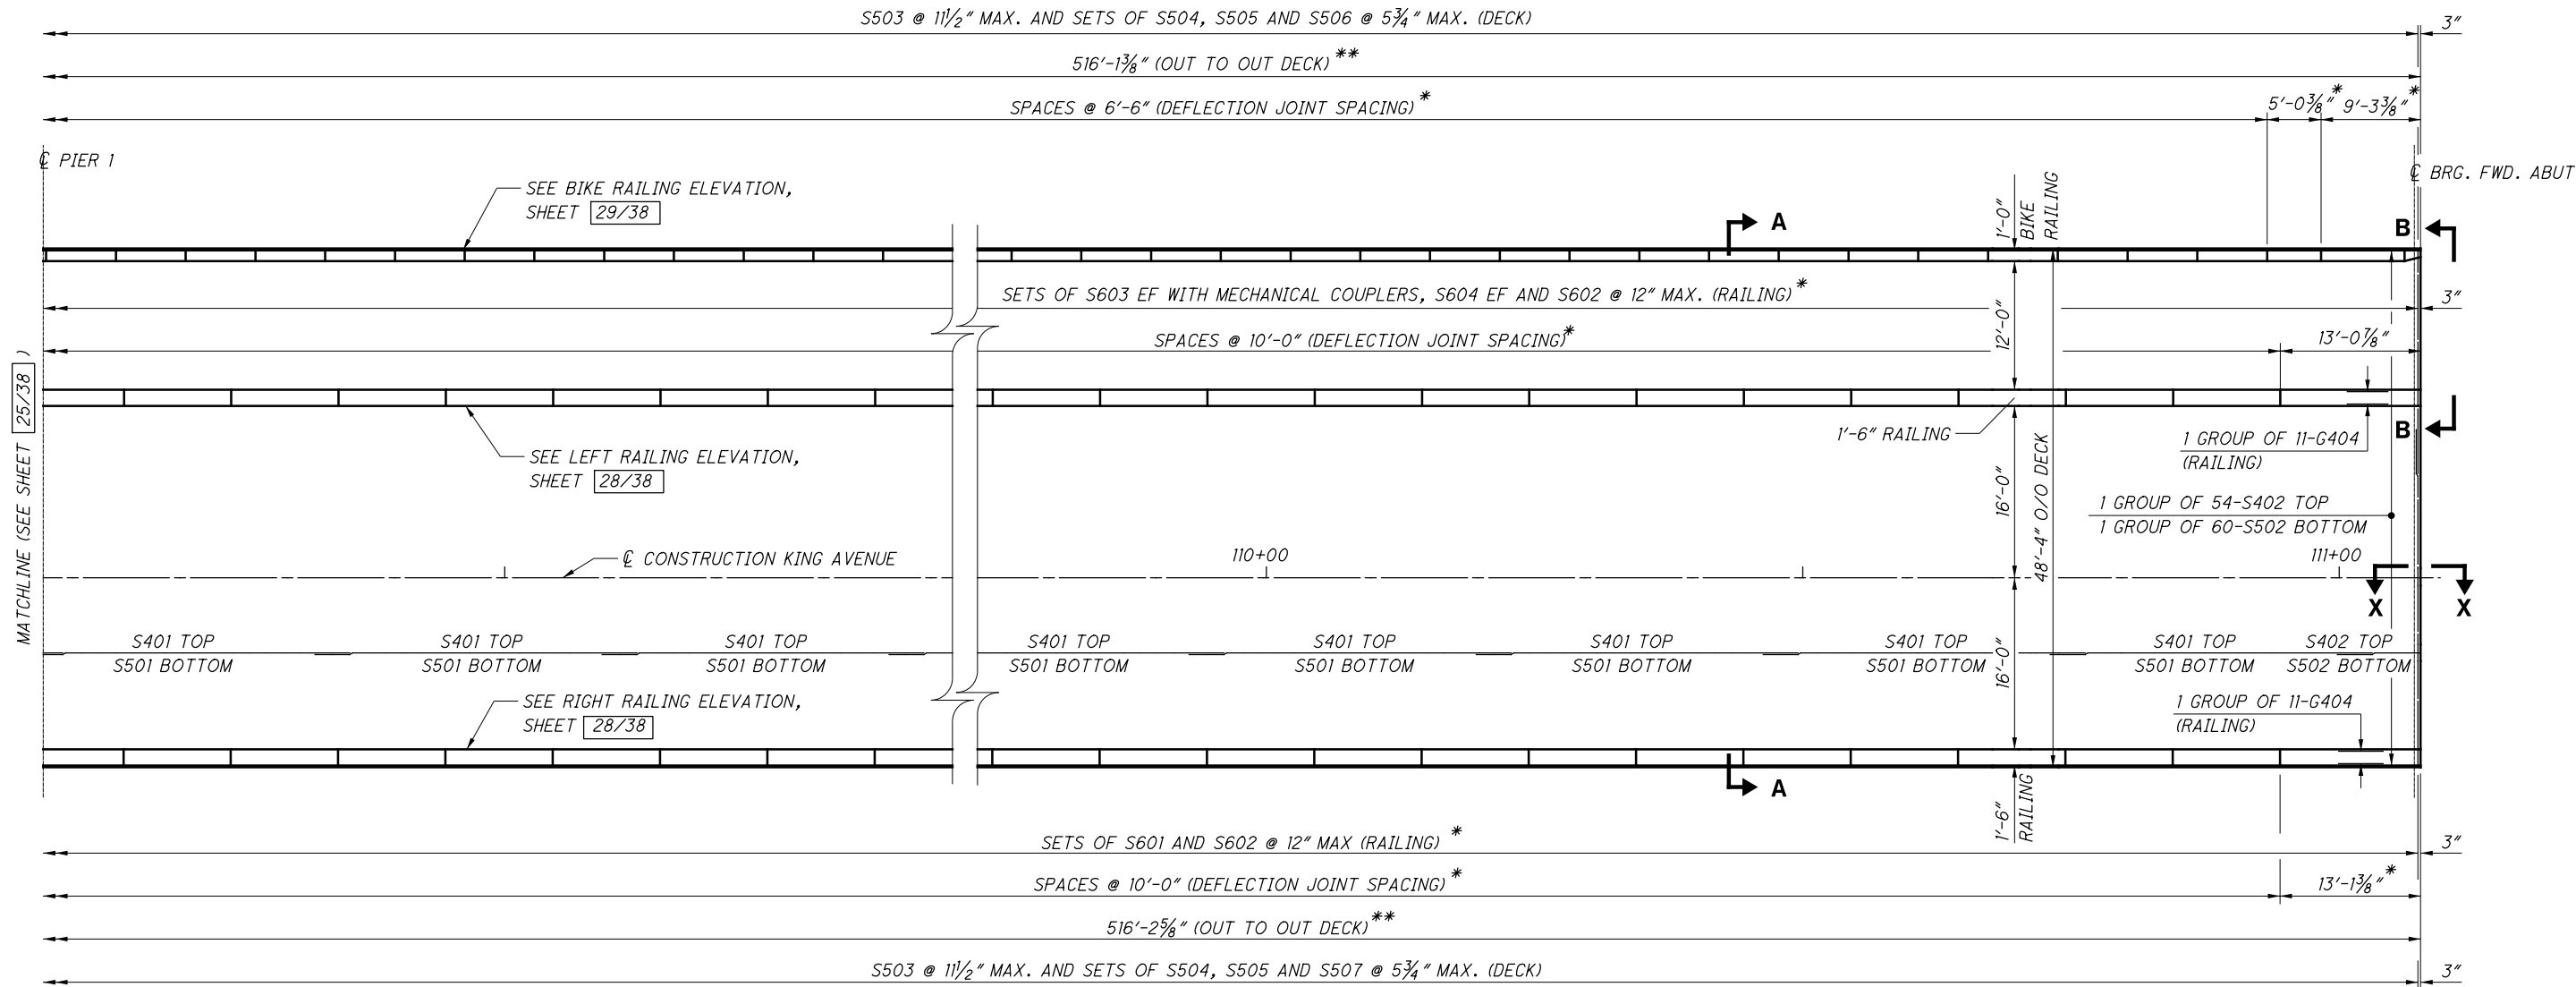 S503 @ 11½" MAX. AND SETS OF S504, S505 AND S506 @ 5¾" MAX. (DECK)
3"
516'-1⅜" (OUT TO OUT DECK)**
SPACES @ 6'-6" (DEFLECTION JOINT SPACING)*
5'-0⅜"*
9'-3⅜"*
℄ PIER 1
℄ BRG. FWD. ABUT
SEE BIKE RAILING ELEVATION,
SHEET 29/38
1'-0"
BIKE
RAILING
A
B
SETS OF S603 EF WITH MECHANICAL COUPLERS, S604 EF AND S602 @ 12" MAX. (RAILING)*
3"
12'-0"
SPACES @ 10'-0" (DEFLECTION JOINT SPACING)*
13'-0⅞"
MATCHLINE (SEE SHEET 25/38 )
1'-6" RAILING
B
1 GROUP OF 11-G404
(RAILING)
SEE LEFT RAILING ELEVATION,
SHEET 28/38
16'-0"
48'-4" O/O DECK
1 GROUP OF 54-S402 TOP
1 GROUP OF 60-S502 BOTTOM
℄ CONSTRUCTION KING AVENUE
110+00
111+00
X
X
S401 TOP
S501 BOTTOM
S401 TOP
S501 BOTTOM
S401 TOP
S501 BOTTOM
S401 TOP
S501 BOTTOM
S401 TOP
S501 BOTTOM
S401 TOP
S501 BOTTOM
S401 TOP
S501 BOTTOM
S401 TOP
S501 BOTTOM
S402 TOP
S502 BOTTOM
16'-0"
SEE RIGHT RAILING ELEVATION,
SHEET 28/38
1 GROUP OF 11-G404
(RAILING)
A
1'-6"
RAILING
SETS OF S601 AND S602 @ 12" MAX (RAILING) *
3"
SPACES @ 10'-0" (DEFLECTION JOINT SPACING)*
13'-1⅜"*
516'-2⅝" (OUT TO OUT DECK)**
S503 @ 11½" MAX. AND SETS OF S504, S505 AND S507 @ 5¾" MAX. (DECK)
3"